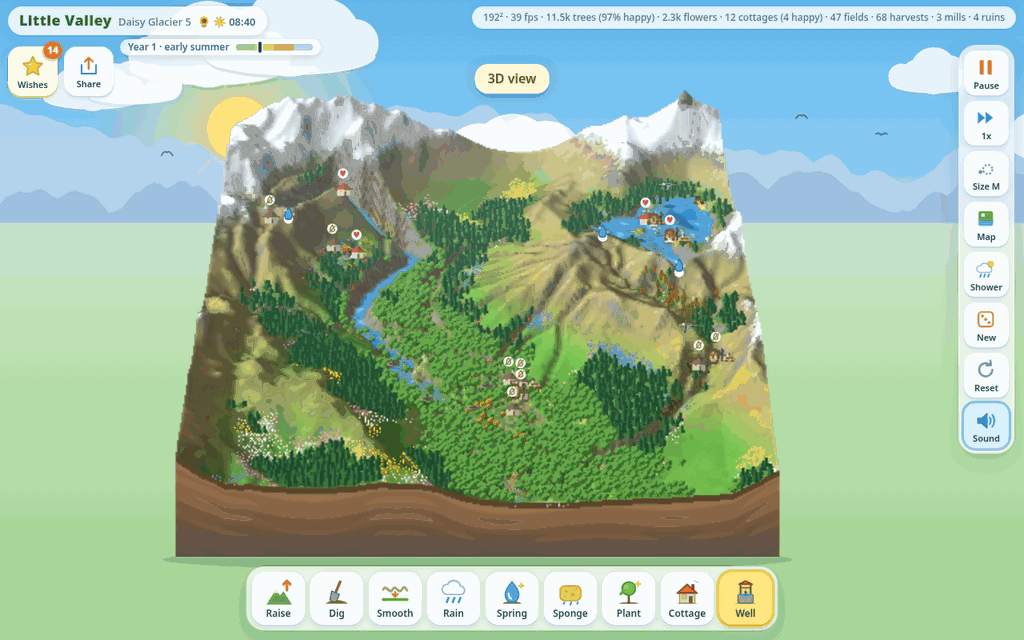 Little Valley Daisy Glacier 5 08:40
192² · 39 fps · 11.5k trees (97% happy) · 2.3k flowers · 12 cottages (4 happy) · 47 fields · 68 harvests · 3 mills · 4 ruins
Year 1 · early summer
14
Wishes
Share
3D view
Pause
1x
Size M
Map
Shower
New
Reset
Sound
Raise
Dig
Smooth
Rain
Spring
Sponge
Plant
Cottage
Well